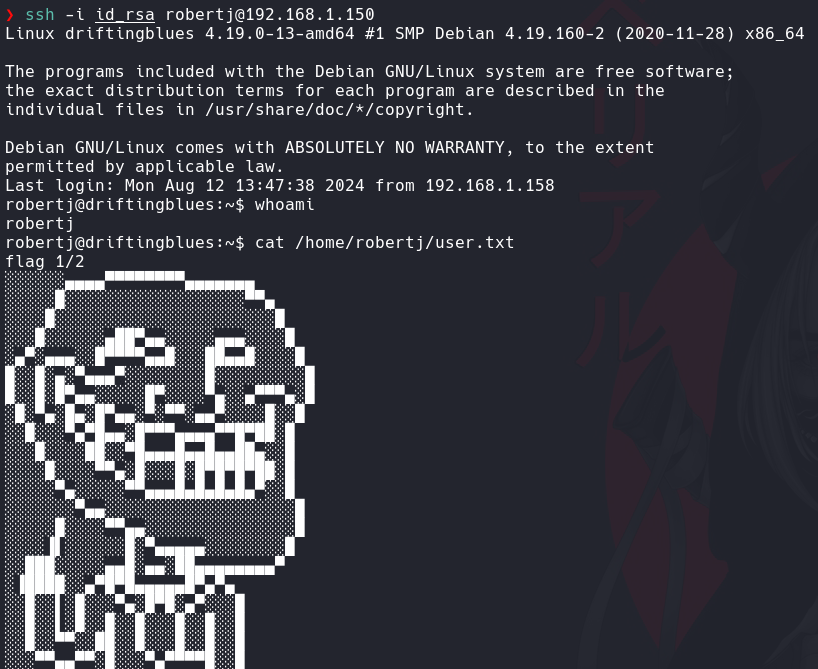 ❯ ssh -i id_rsa robertj@192.168.1.150
Linux driftingblues 4.19.0-13-amd64 #1 SMP Debian 4.19.160-2 (2020-11-28) x86_64
The programs included with the Debian GNU/Linux system are free software;
the exact distribution terms for each program are described in the
individual files in /usr/share/doc/*/copyright.
Debian GNU/Linux comes with ABSOLUTELY NO WARRANTY, to the extent
permitted by applicable law.
Last login: Mon Aug 12 13:47:38 2024 from 192.168.1.158
robertj@driftingblues:~$ whoami
robertj
robertj@driftingblues:~$ cat /home/robertj/user.txt
flag 1/2
リアル